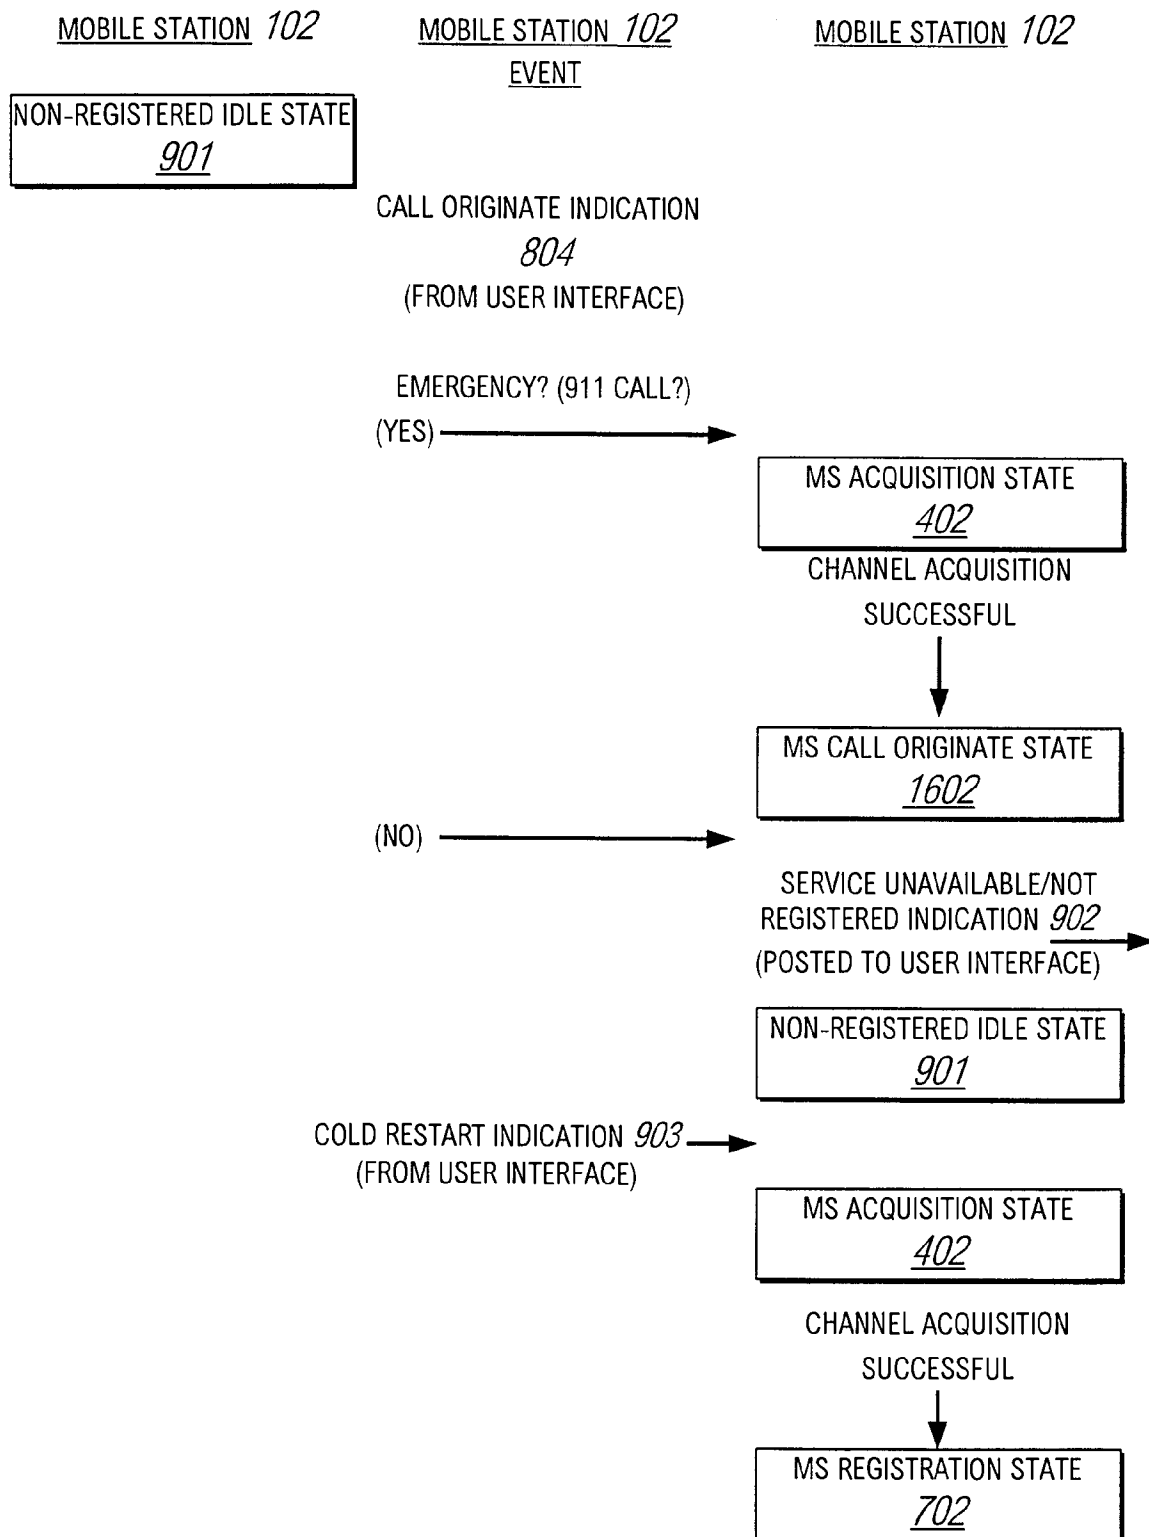 MOBILE STATION 102
MOBILE STATION 102
EVENT
MOBILE STATION 102
NON-REGISTERED IDLE STATE
901
CALL ORIGINATE INDICATION
804
(FROM USER INTERFACE)
EMERGENCY? (911 CALL?)
(YES)
MS ACQUISITION STATE
402
CHANNEL ACQUISITION
SUCCESSFUL
MS CALL ORIGINATE STATE
1602
(NO)
SERVICE UNAVAILABLE/NOT
REGISTERED INDICATION 902
(POSTED TO USER INTERFACE)
NON-REGISTERED IDLE STATE
901
COLD RESTART INDICATION 903
(FROM USER INTERFACE)
MS ACQUISITION STATE
402
CHANNEL ACQUISITION
SUCCESSFUL
MS REGISTRATION STATE
702